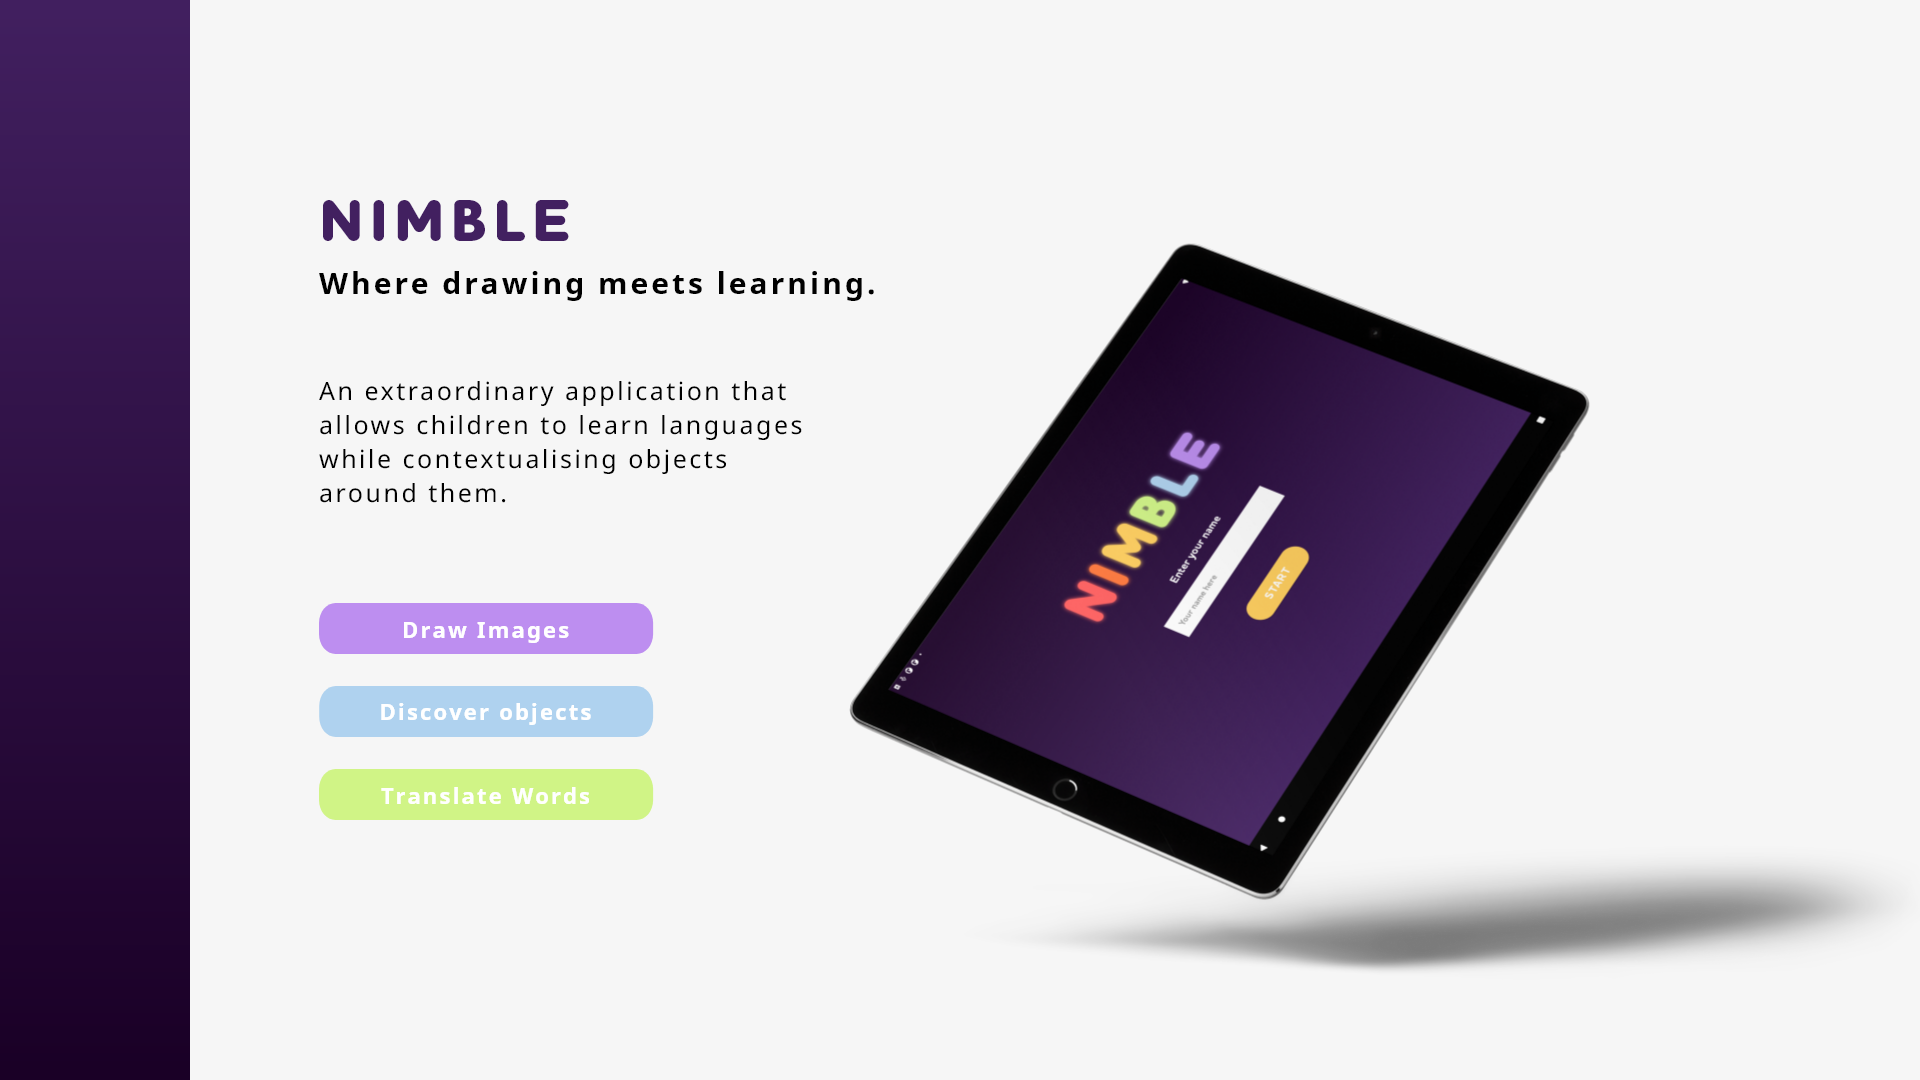 NIMBLE
Where drawing meets learning.
An extraordinary application that
allows children to learn languages
while contextualising objects
around them.
Draw Images
Discover objects
Translate Words
NIMBLE
Enter your name
Your name here
START